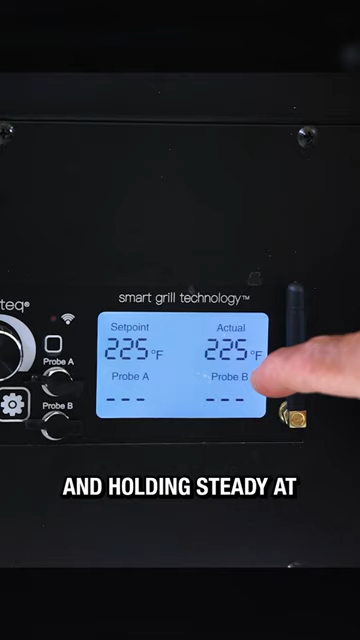 teq®
smart grill technology™
Setpoint Actual
225°F 225°F
Probe A Probe B
--- ---
Probe A
Probe B
AND HOLDING STEADY AT